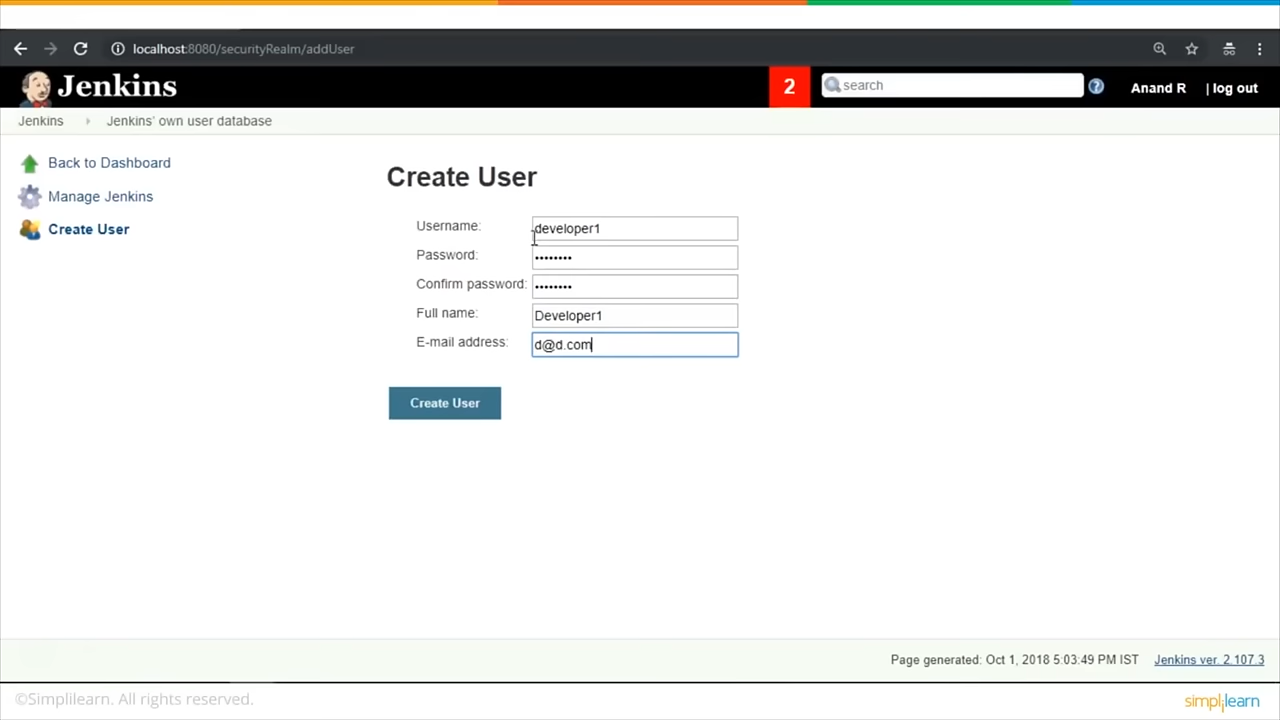 localhost:8080/securityRealm/addUser
Jenkins
2
search
?
Anand R
| log out
Jenkins
Jenkins' own user database
Back to Dashboard
Manage Jenkins
Create User
Create User
Username:
developer1
Password:
••••••••
Confirm password:
••••••••
Full name:
Developer1
E-mail address:
d@d.com
Create User
Page generated: Oct 1, 2018 5:03:49 PM IST
Jenkins ver. 2.107.3
©Simplilearn. All rights reserved.
simplilearn